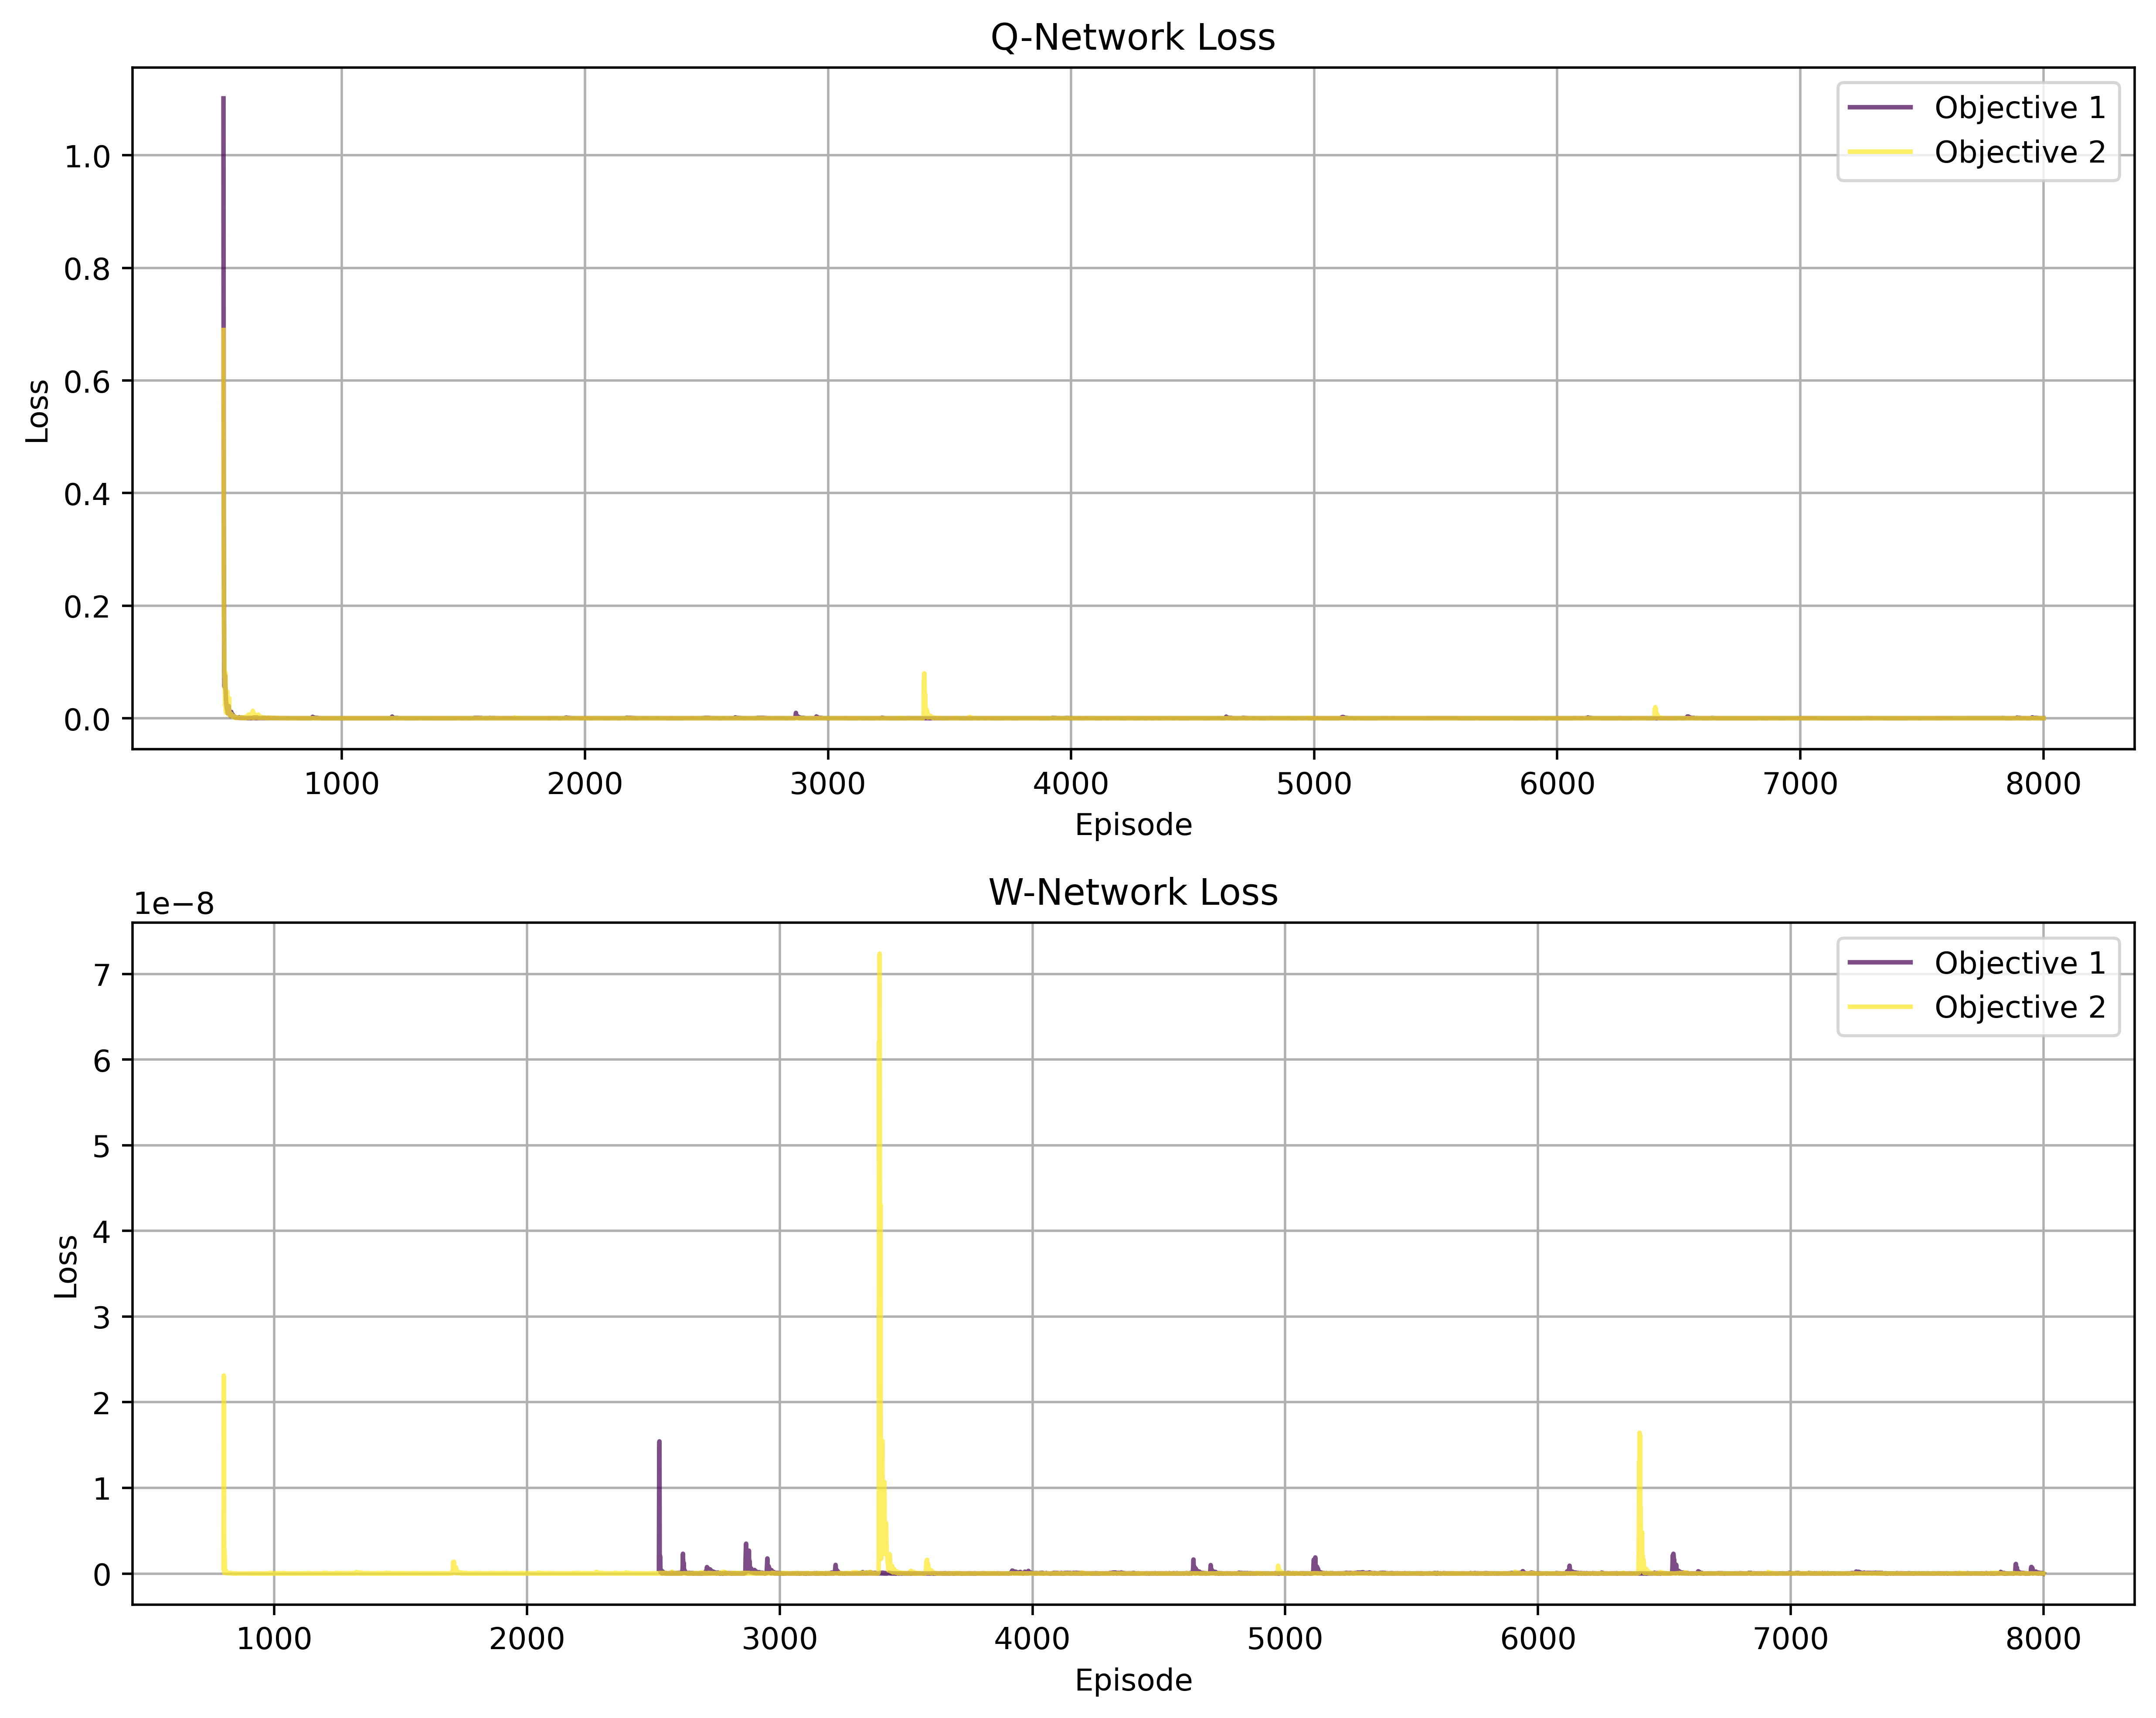 Q-Network Loss
Objective 1
Objective 2
1.0
0.8
0.6
0.4
0.2
0.0
Loss
1000 2000 3000 4000 5000 6000 7000 8000
Episode
W-Network Loss
1e−8
Objective 1
Objective 2
7
6
5
4
3
2
1
0
Loss
1000 2000 3000 4000 5000 6000 7000 8000
Episode